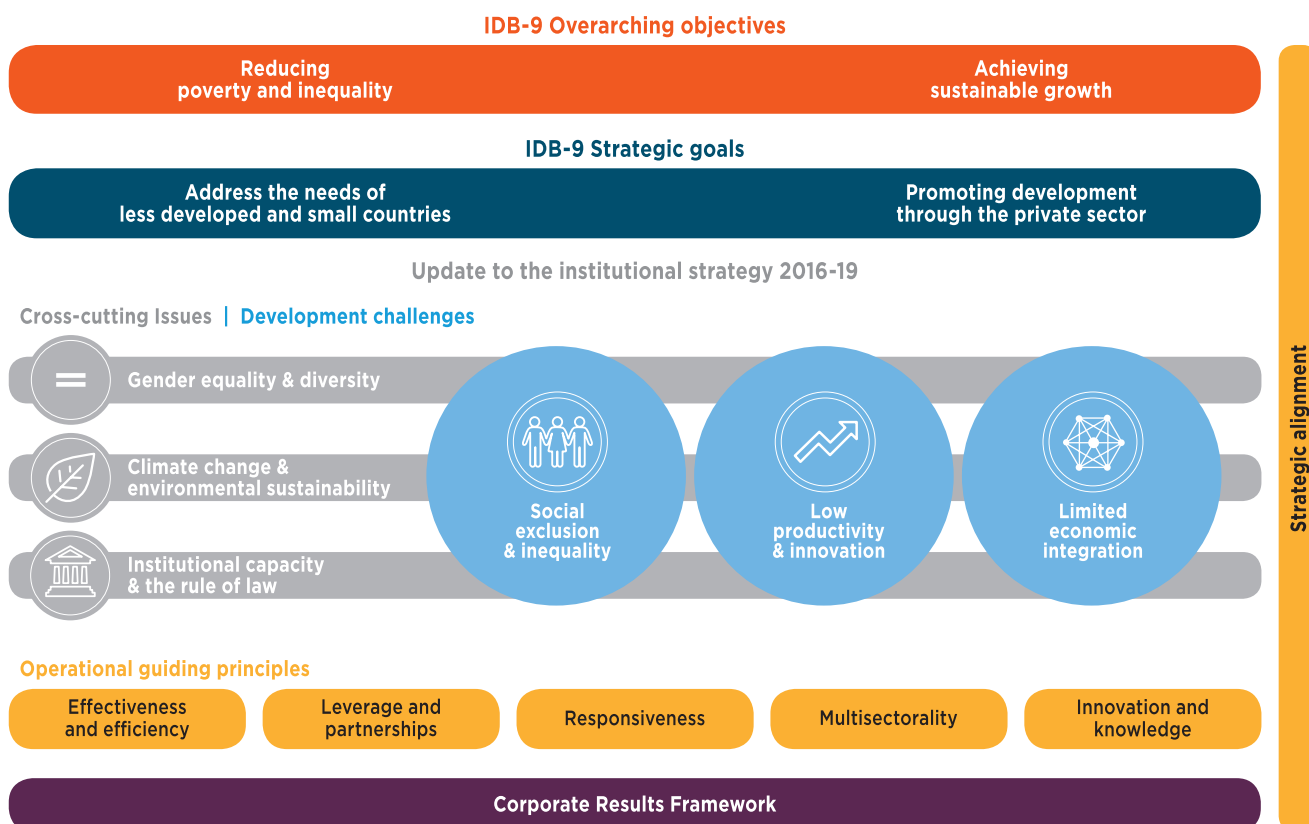 IDB-9 Overarching objectives
Reducing
poverty and inequality
Achieving
sustainable growth
IDB-9 Strategic goals
Address the needs of
less developed and small countries
Promoting development
through the private sector
Update to the institutional strategy 2016-19
Cross-cutting Issues | Development challenges
Gender equality & diversity
Climate change &
environmental sustainability
Institutional capacity
& the rule of law
Social
exclusion
& inequality
Low
productivity
& innovation
Limited
economic
integration
Operational guiding principles
Effectiveness
and efficiency
Leverage and
partnerships
Responsiveness
Multisectorality
Innovation and
knowledge
Corporate Results Framework
Strategic alignment